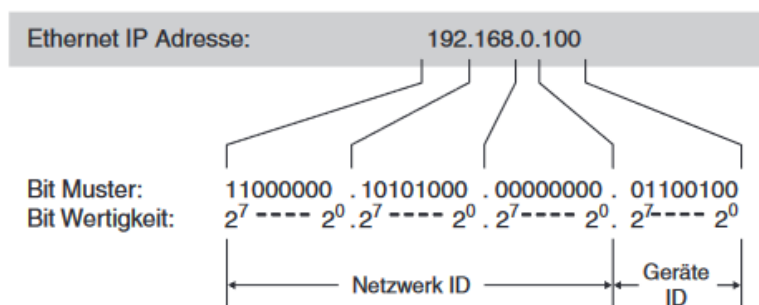 Ethernet IP Adresse: 192.168.0.100
Bit Muster: 11000000 .10101000 .00000000 . 01100100
Bit Wertigkeit: 2⁷ ---- 2⁰ . 2⁷ ---- 2⁰ . 2⁷ ---- 2⁰ . 2⁷ ---- 2⁰
Netzwerk ID Geräte
ID